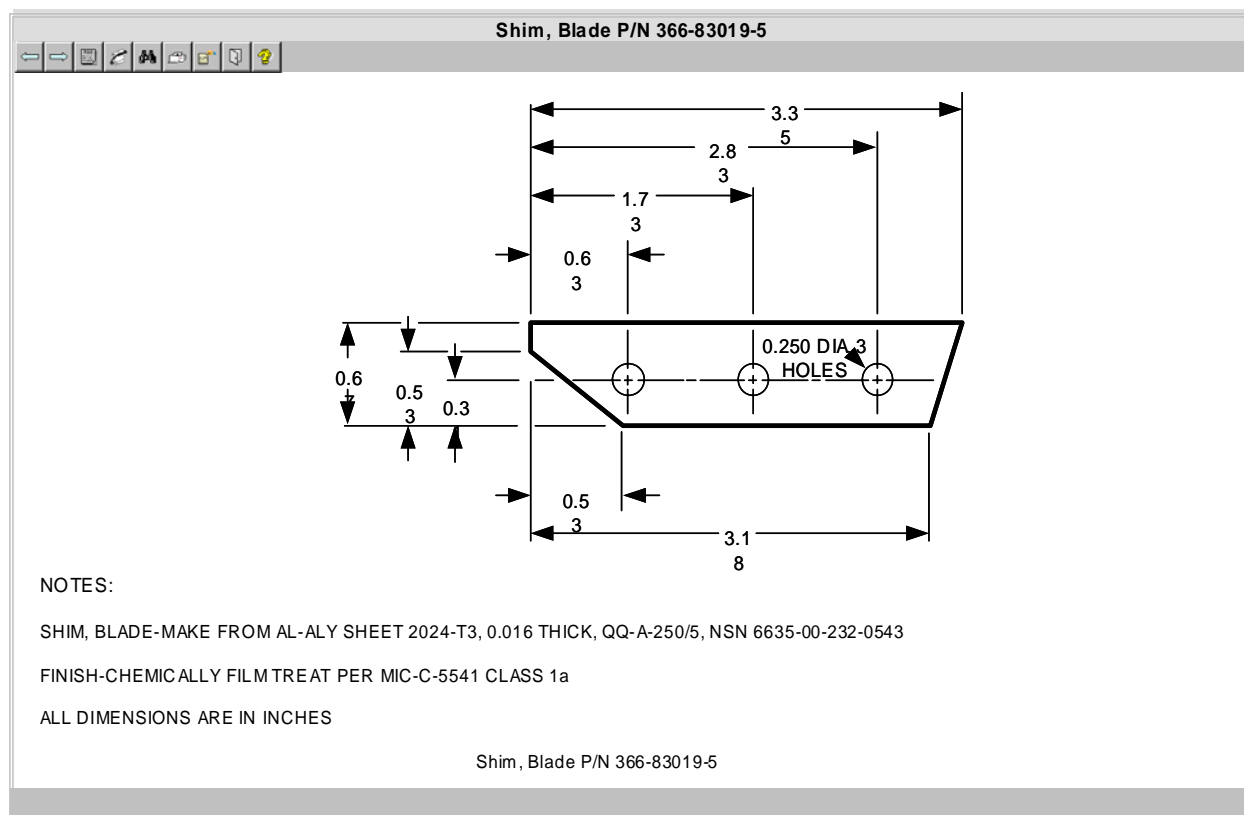 Shim, Blade P/N 366-83019-5
3.3
5
2.8
3
1.7
3
0.6
3
0.250 DIA 3
HOLES
0.6
0.5
3
0.3
0.5
3
3.1
8
NOTES:
SHIM, BLADE-MAKE FROM AL-ALY SHEET 2024-T3, 0.016 THICK, QQ-A-250/5, NSN 6635-00-232-0543
FINISH-CHEMICALLY FILM TREAT PER MIC-C-5541 CLASS 1a
ALL DIMENSIONS ARE IN INCHES
Shim, Blade P/N 366-83019-5